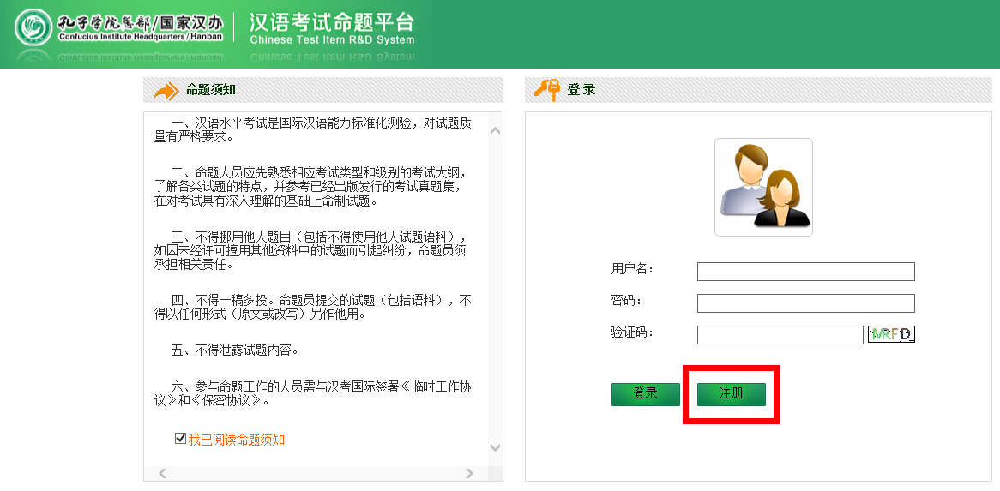 孔子学院总部/国家汉办
Confucius Institute Headquarters/Hanban
汉语考试命题平台
Chinese Test Item R&D System
命题须知
一、汉语水平考试是国际汉语能力标准化测验，对试题质
量有严格要求。
二、命题人员应先熟悉相应考试类型和级别的考试大纲，
了解各类试题的特点，并参考已经出版发行的考试真题集，
在对考试具有深入理解的基础上命制试题。
三、不得挪用他人题目（包括不得使用他人试题语料），
如因未经许可擅用其他资料中的试题而引起纠纷，命题员须
承担相关责任。
四、不得一稿多投。命题员提交的试题（包括语料），不
得以任何形式（原文或改写）另作他用。
五、不得泄露试题内容。
六、参与命题工作的人员需与汉考国际签署《临时工作协
议》和《保密协议》。
我已阅读命题须知
登录
用户名：
密码：
验证码：
MRFD
登录
注册